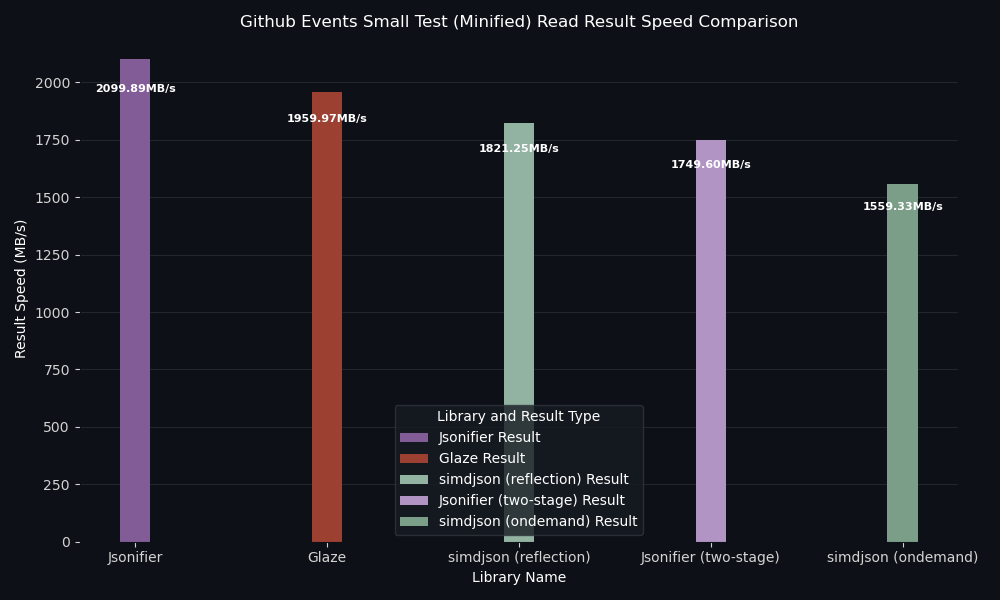 Github Events Small Test (Minified) Read Result Speed Comparison
Result Speed (MB/s)
2000
1750
1500
1250
1000
750
500
250
0
2099.89MB/s
1959.97MB/s
1821.25MB/s
1749.60MB/s
1559.33MB/s
Library and Result Type
Jsonifier Result
Glaze Result
simdjson (reflection) Result
Jsonifier (two-stage) Result
simdjson (ondemand) Result
Jsonifier
Glaze
simdjson (reflection)
Jsonifier (two-stage)
simdjson (ondemand)
Library Name